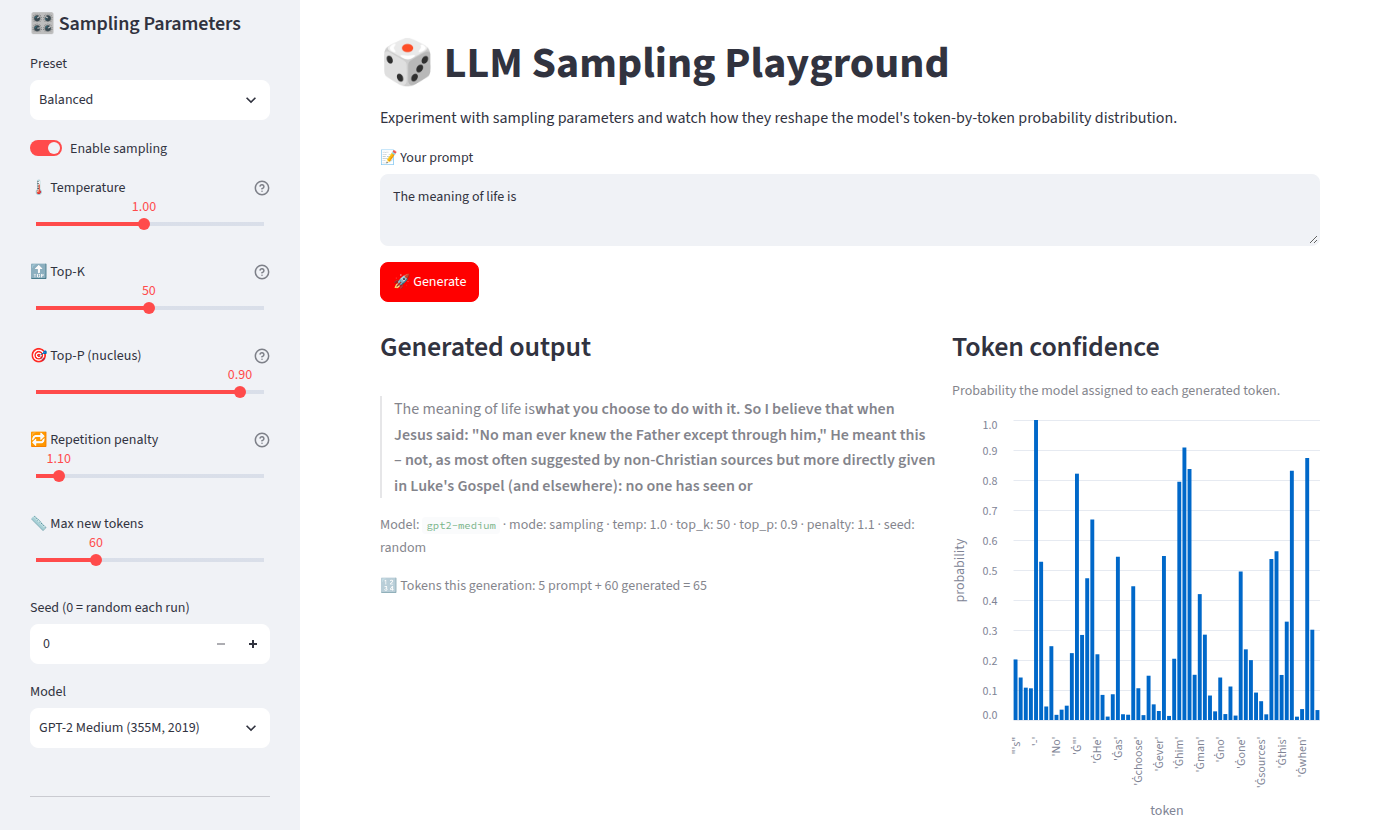 Sampling Parameters
Preset
Balanced
Enable sampling
Temperature
1.00
Top-K
50
Top-P (nucleus)
0.90
Repetition penalty
1.10
Max new tokens
60
Seed (0 = random each run)
0
Model
GPT-2 Medium (355M, 2019)
LLM Sampling Playground
Experiment with sampling parameters and watch how they reshape the model's token-by-token probability distribution.
Your prompt
The meaning of life is
Generate
Generated output
The meaning of life iswhat you choose to do with it. So I believe that when
Jesus said: "No man ever knew the Father except through him," He meant this
– not, as most often suggested by non-Christian sources but more directly given
in Luke's Gospel (and elsewhere): no one has seen or
Model: gpt2-medium · mode: sampling · temp: 1.0 · top_k: 50 · top_p: 0.9 · penalty: 1.1 · seed:
random
Tokens this generation: 5 prompt + 60 generated = 65
Token confidence
Probability the model assigned to each generated token.
probability
1.0
0.9
0.8
0.7
0.6
0.5
0.4
0.3
0.2
0.1
0.0
"'s"
'-'
'No'
'Ġ"'
'ĠHe'
'Ġas'
'Ġchoose'
'Ġever'
'Ġhim'
'Ġman'
'Ġno'
'Ġone'
'Ġsources'
'Ġthis'
'Ġwhen'
token